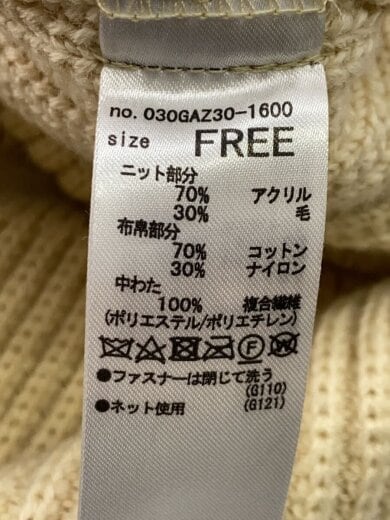 no. 030GAZ30-1600
size FREE
ニット部分
70% アクリル
30% 毛
布帛部分
70% コットン
30% ナイロン
中わた
100% 複合繊維
(ポリエステル/ポリエチレン)
F W
●ファスナーは閉じて洗う
(G110)
●ネット使用 (G121)